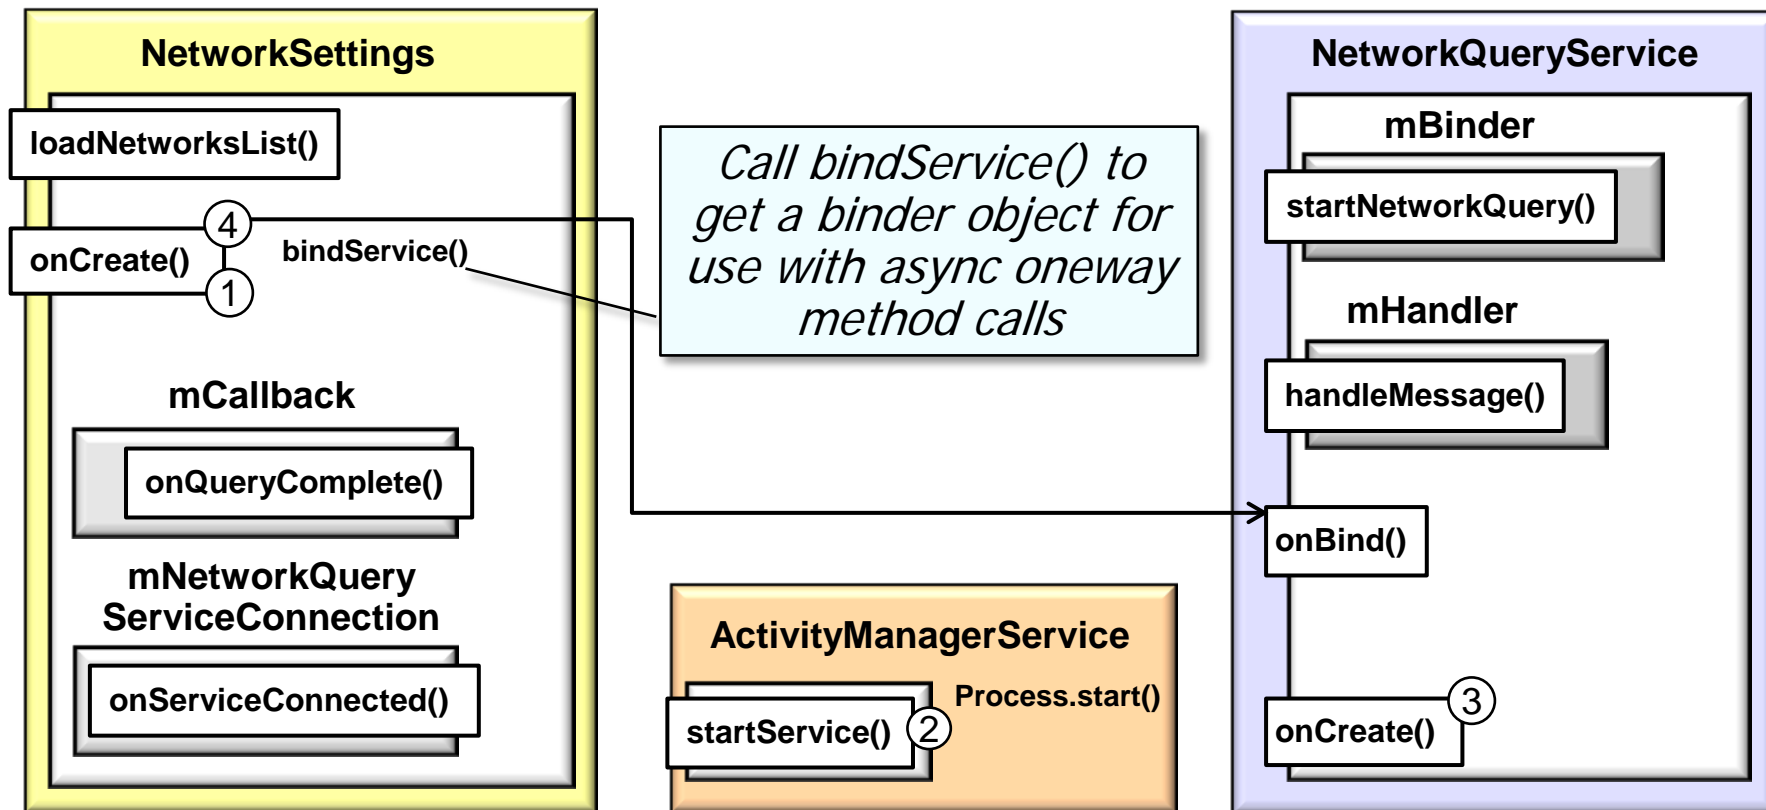 NetworkSettings
loadNetworksList()
4
onCreate()
bindService()
1
mCallback
onQueryComplete()
mNetworkQuery
ServiceConnection
onServiceConnected()
Call bindService() to
get a binder object for
use with async oneway
method calls
ActivityManagerService
Process.start()
startService()
2
NetworkQueryService
mBinder
startNetworkQuery()
mHandler
handleMessage()
onBind()
3
onCreate()